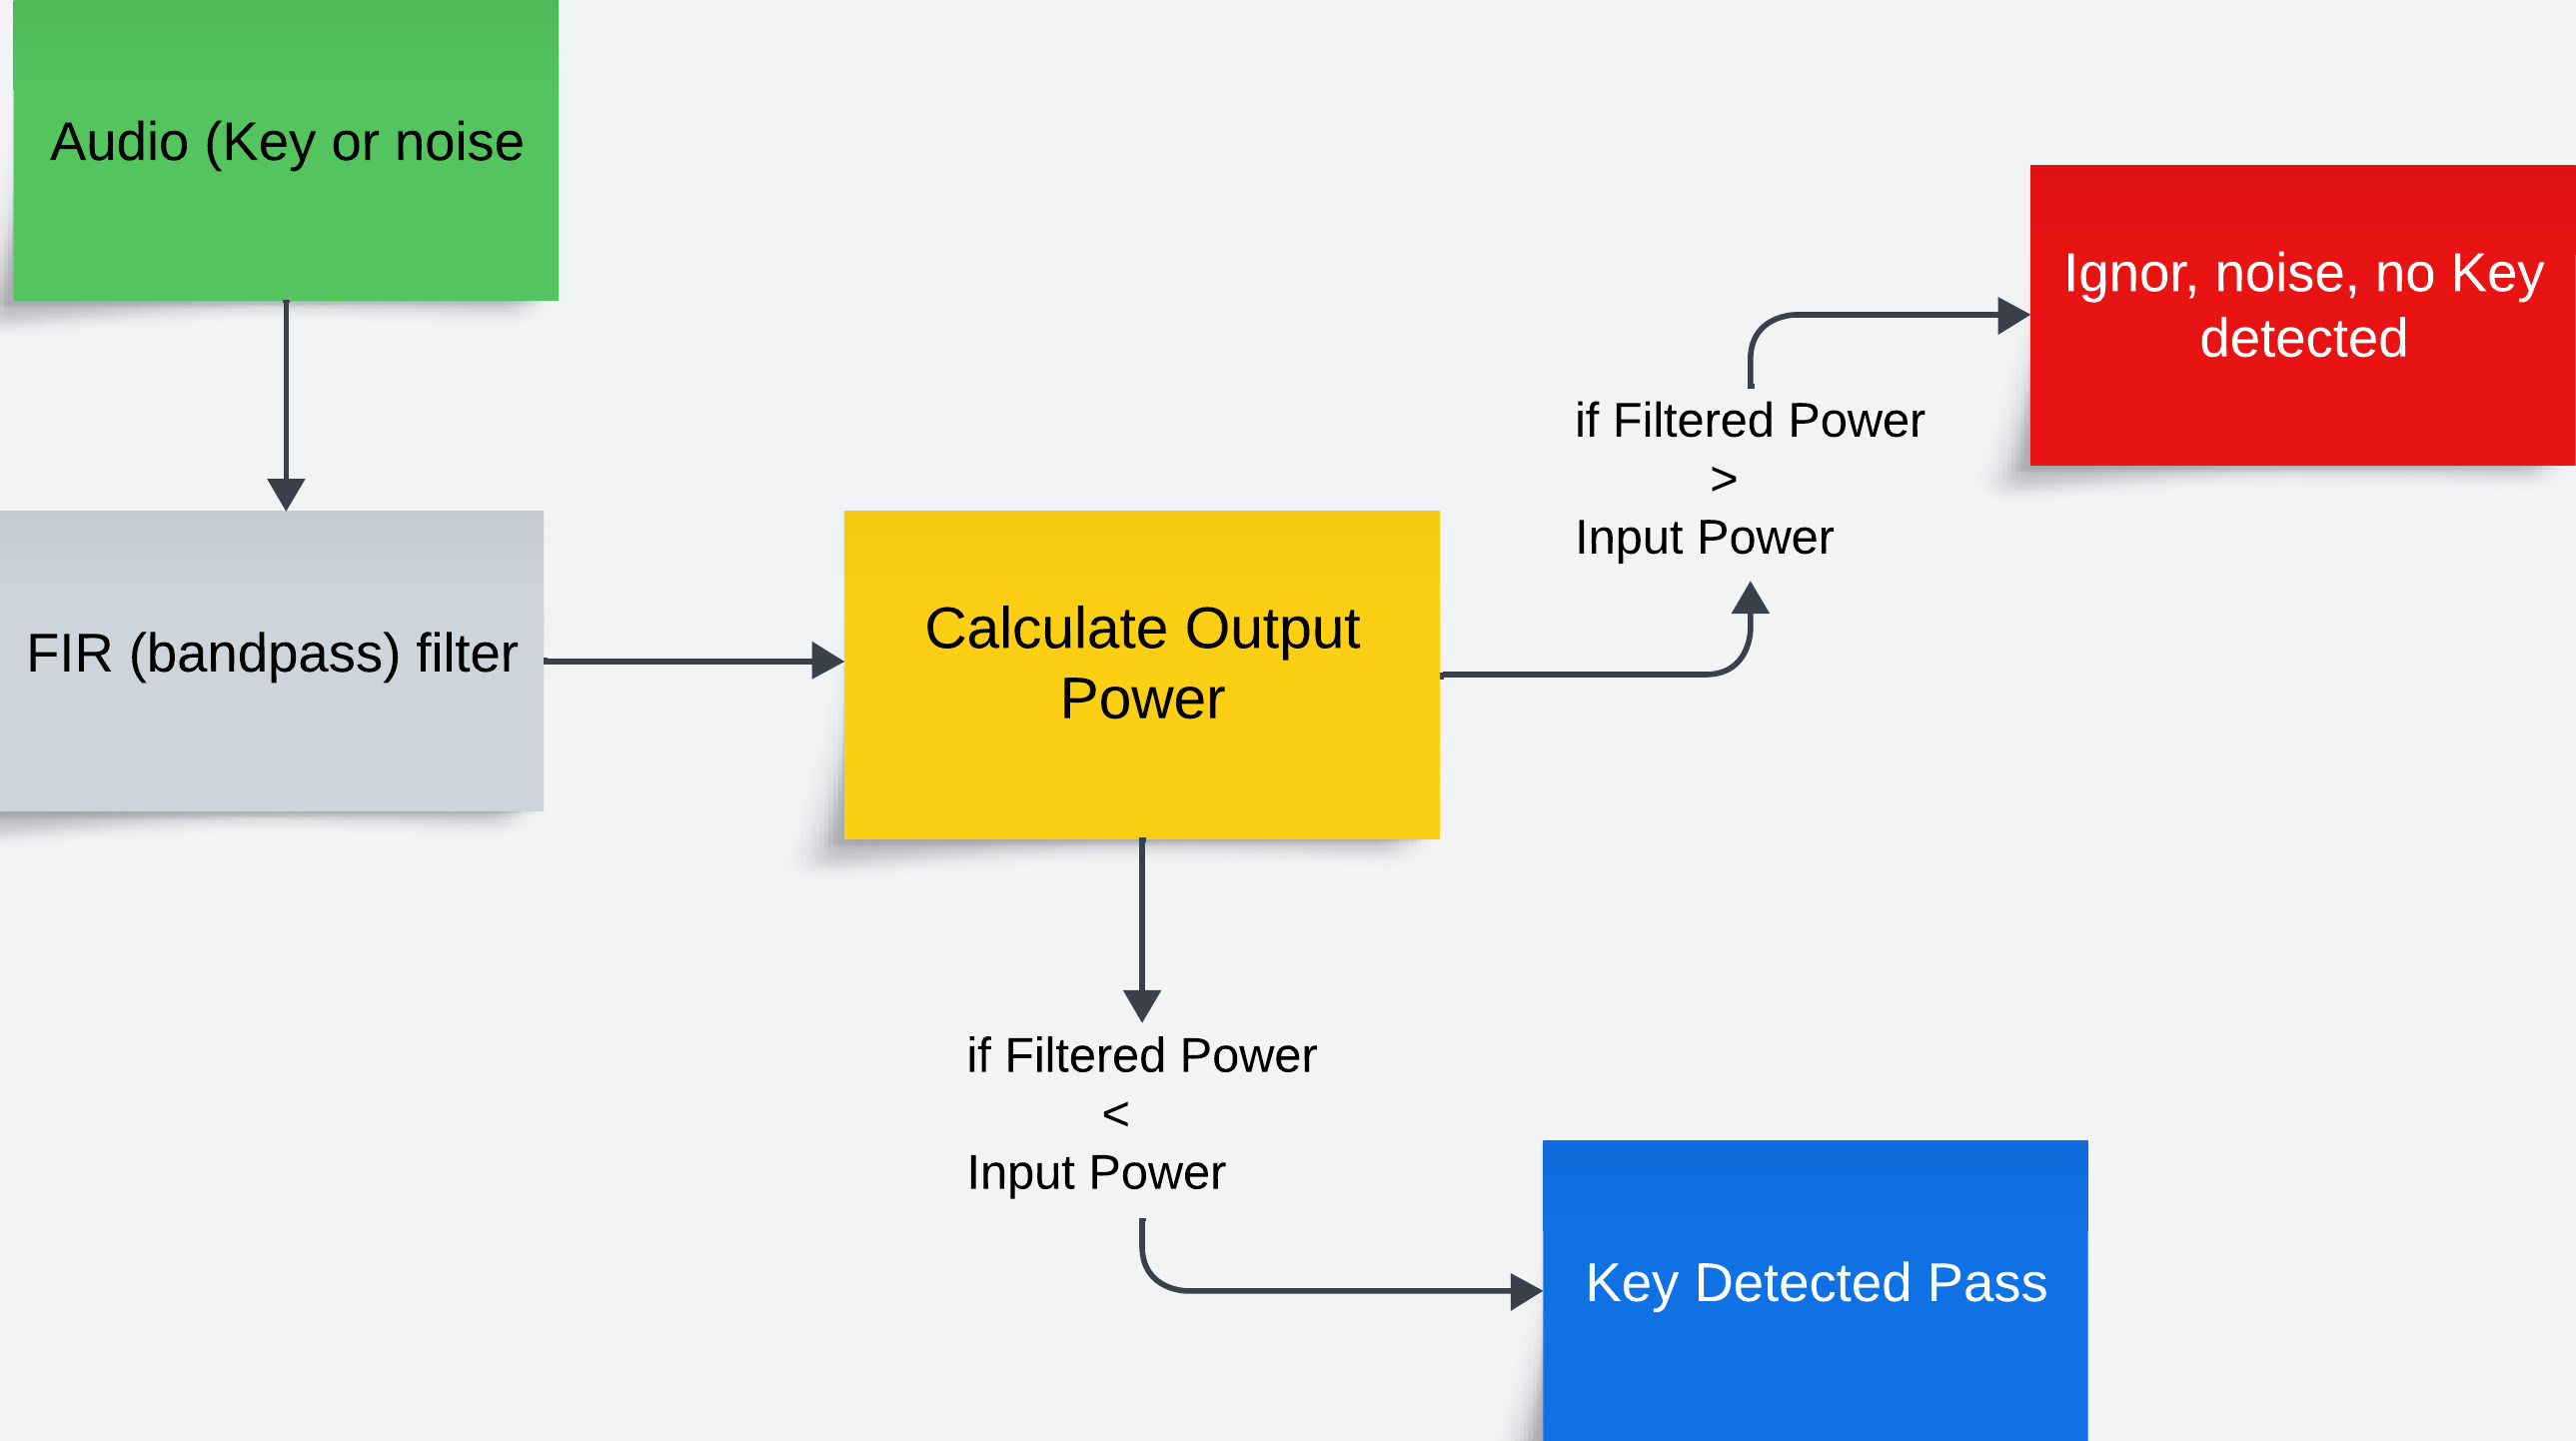 Audio (Key or noise
FIR (bandpass) filter
Calculate Output
Power
if Filtered Power
>
Input Power
Ignor, noise, no Key
detected
if Filtered Power
<
Input Power
Key Detected Pass